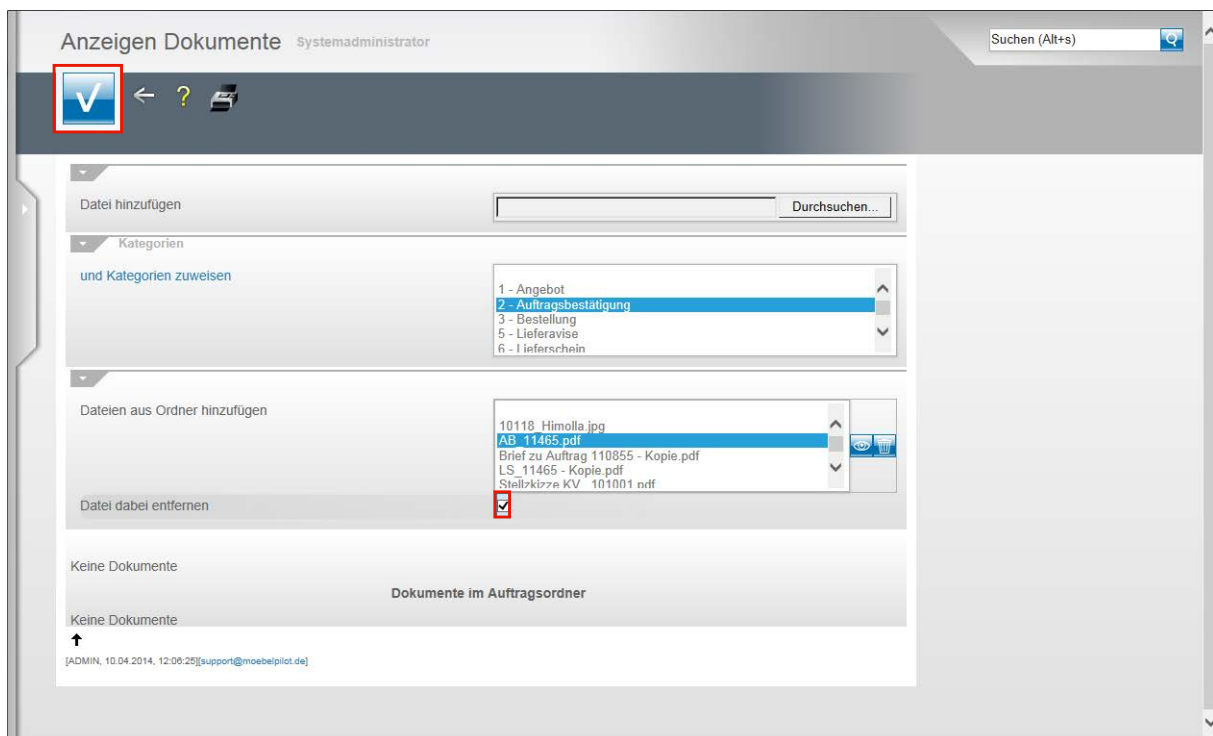 Anzeigen Dokumente Systemadministrator
Suchen (Alt+s)
Datei hinzufügen
Durchsuchen...
Kategorien
und Kategorien zuweisen
1 - Angebot
2 - Auftragsbestätigung
3 - Bestellung
5 - Lieferavise
6 - Lieferschein
Dateien aus Ordner hinzufügen
10118_Himolla.jpg
AB_11465.pdf
Brief zu Auftrag 110855 - Kopie.pdf
LS_11465 - Kopie.pdf
Stellzkizze KV_ 101001.pdf
Datei dabei entfernen
Keine Dokumente
Dokumente im Auftragsordner
Keine Dokumente
[ADMIN, 10.04.2014, 12:06:25][support@moebelpilot.de]